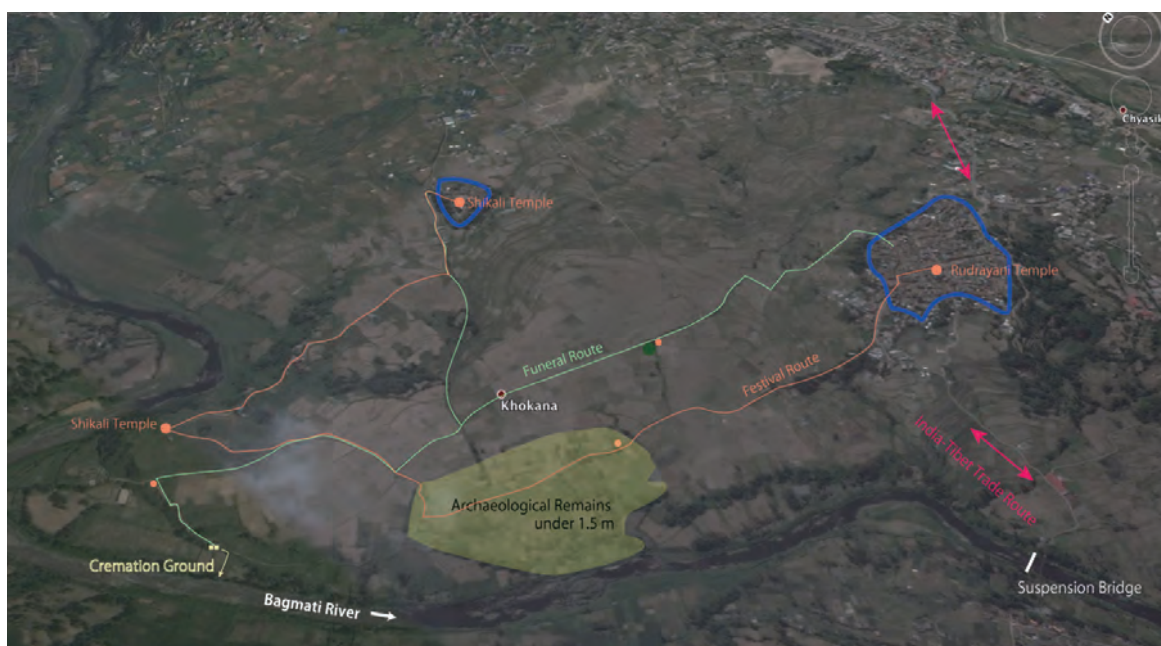 Chyasik
Shikali Temple
Rudrayani Temple
Funeral Route
Festival Route
Khokana
Shikali Temple
India-Tiber Trade Route
Archaeological Remains
under 1.5 m
Cremation Ground
Suspension Bridge
Bagmati River